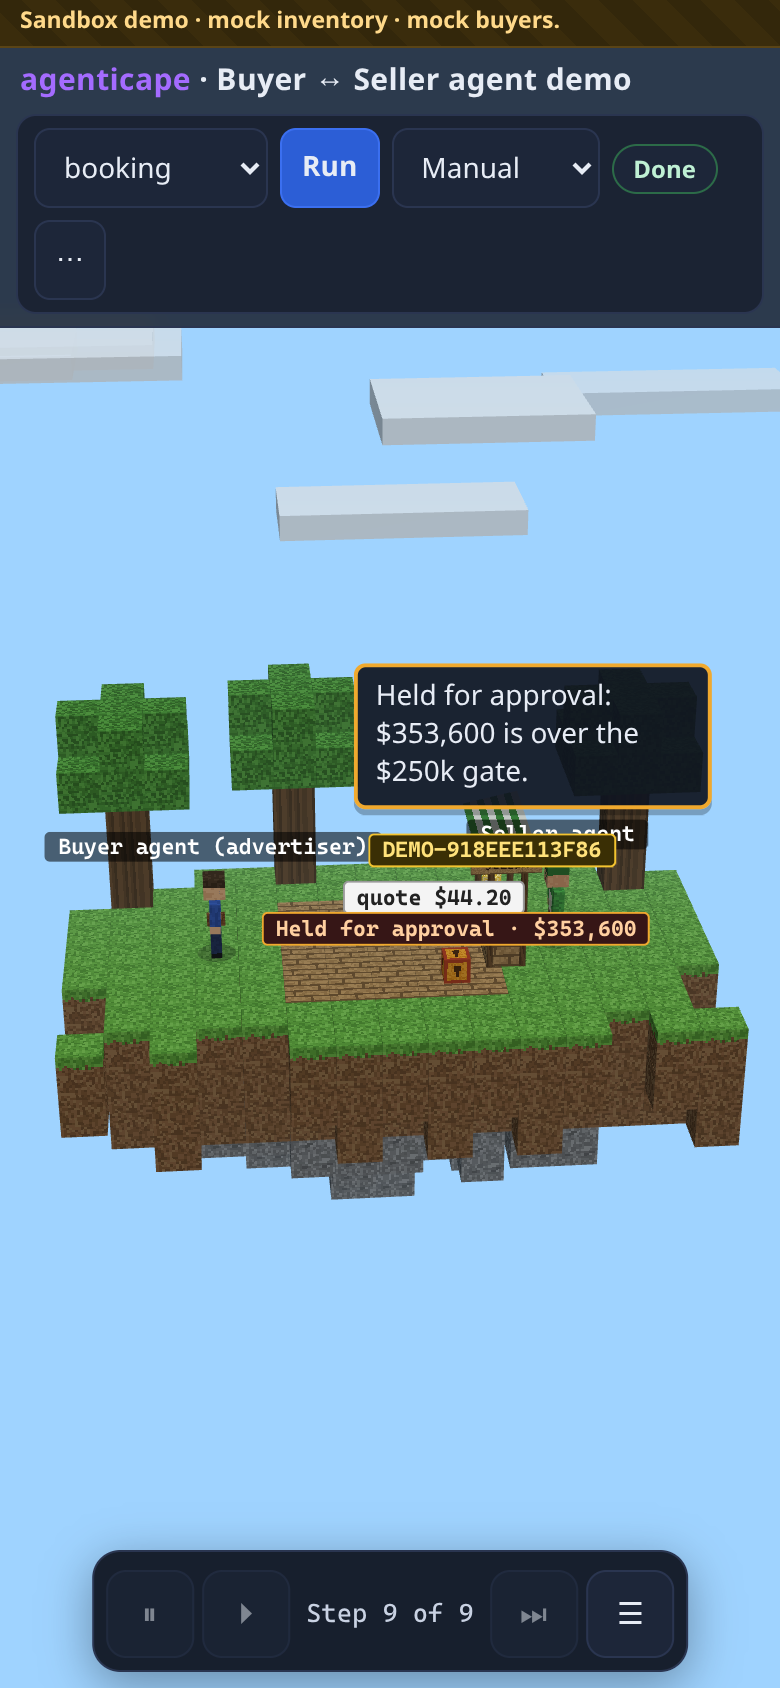 Sandbox demo · mock inventory · mock buyers.
agenticape · Buyer ↔ Seller agent demo
booking Run Manual Done
...
Held for approval:
$353,600 is over the
$250k gate.
Seller agent
Buyer agent (advertiser) DEMO-918EEE113F86
quote $44.20
Held for approval · $353,600
Step 9 of 9